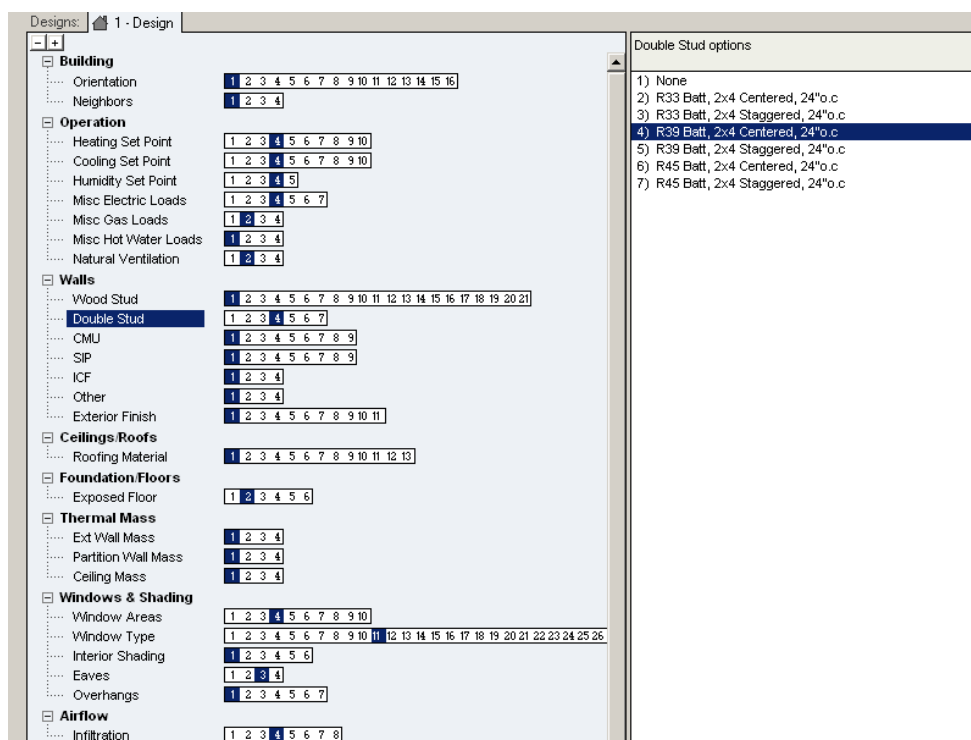 Designs: 1 - Design
- +
Building
Orientation 1 2 3 4 5 6 7 8 9 10 11 12 13 14 15 16
Neighbors 1 2 3 4
Operation
Heating Set Point 1 2 3 4 5 6 7 8 9 10
Cooling Set Point 1 2 3 4 5 6 7 8 9 10
Humidity Set Point 1 2 3 4 5
Misc Electric Loads 1 2 3 4 5 6 7
Misc Gas Loads 1 2 3 4
Misc Hot Water Loads 1 2 3 4
Natural Ventilation 1 2 3 4
Walls
Wood Stud 1 2 3 4 5 6 7 8 9 10 11 12 13 14 15 16 17 18 19 20 21
Double Stud 1 2 3 4 5 6 7
CMU 1 2 3 4 5 6 7 8 9
SIP 1 2 3 4 5 6 7 8 9
ICF 1 2 3 4
Other 1 2 3 4
Exterior Finish 1 2 3 4 5 6 7 8 9 10 11
Ceilings/Roofs
Roofing Material 1 2 3 4 5 6 7 8 9 10 11 12 13
Foundation/Floors
Exposed Floor 1 2 3 4 5 6
Thermal Mass
Ext Wall Mass 1 2 3 4
Partition Wall Mass 1 2 3 4
Ceiling Mass 1 2 3 4
Windows & Shading
Window Areas 1 2 3 4 5 6 7 8 9 10
Window Type 1 2 3 4 5 6 7 8 9 10 11 12 13 14 15 16 17 18 19 20 21 22 23 24 25 26
Interior Shading 1 2 3 4 5 6
Eaves 1 2 3 4
Overhangs 1 2 3 4 5 6 7
Airflow
Infiltration 1 2 3 4 5 6 7 8
Double Stud options
1) None
2) R33 Batt, 2x4 Centered, 24"o.c
3) R33 Batt, 2x4 Staggered, 24"o.c
4) R39 Batt, 2x4 Centered, 24"o.c
5) R39 Batt, 2x4 Staggered, 24"o.c
6) R45 Batt, 2x4 Centered, 24"o.c
7) R45 Batt, 2x4 Staggered, 24"o.c